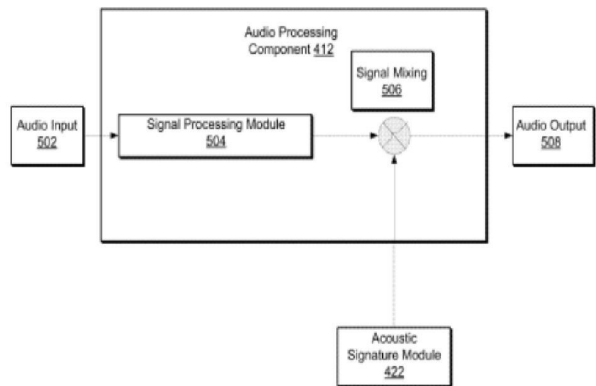 Audio Processing
Component 412
Signal Mixing
506
Audio Input
502
Signal Processing Module
504
Audio Output
508
Acoustic
Signature Module
422